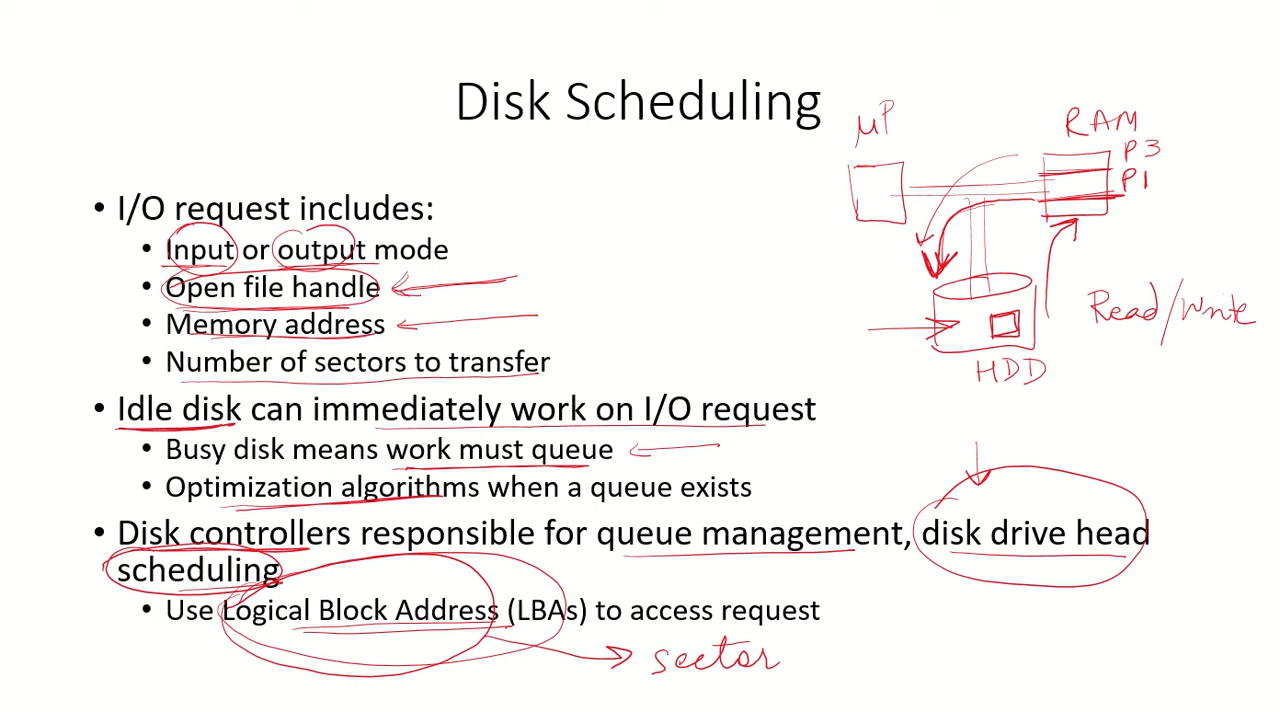 Disk Scheduling
• I/O request includes:
• Input or output mode
• Open file handle
• Memory address
• Number of sectors to transfer
• Idle disk can immediately work on I/O request
• Busy disk means work must queue
• Optimization algorithms when a queue exists
• Disk controllers responsible for queue management, disk drive head
scheduling
• Use Logical Block Address (LBAs) to access request
sector
μP
RAM
P3
P1
Read/Write
HDD